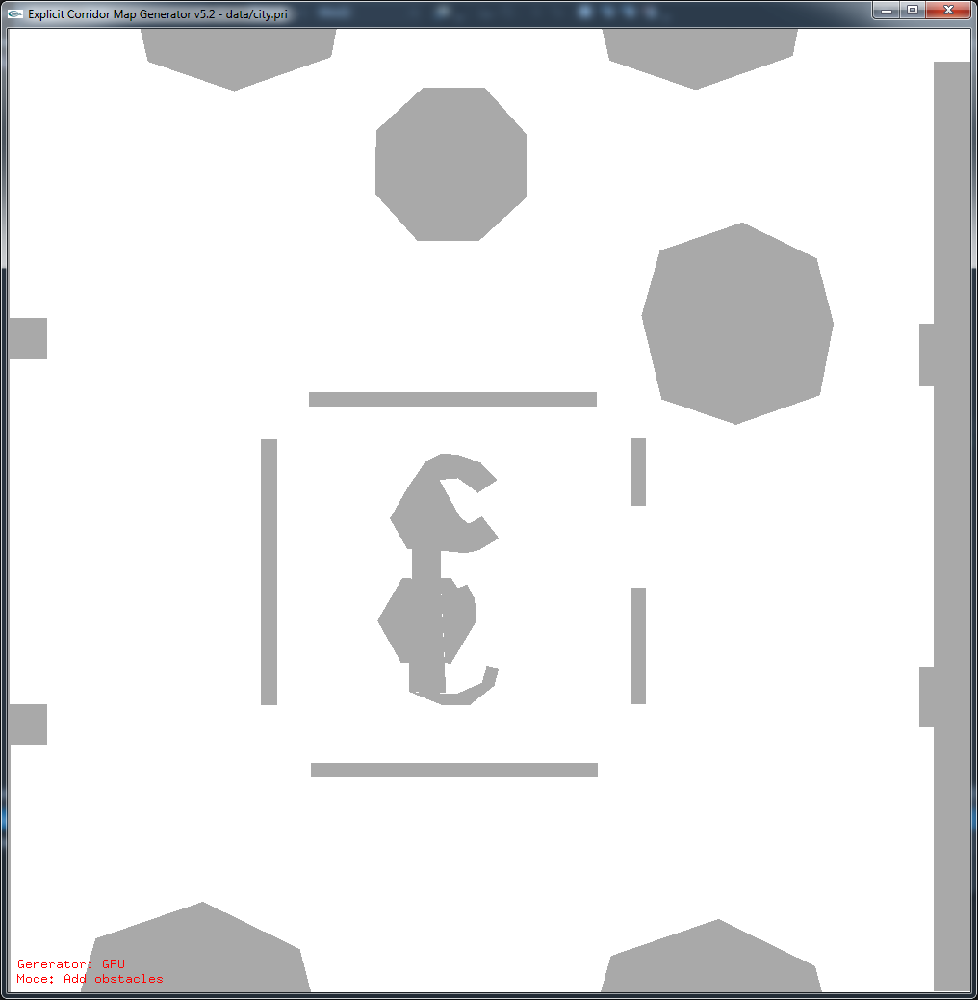 Explicit Corridor Map Generator v5.2 - data/city.pri
Generator: GPU
Mode: Add obstacles